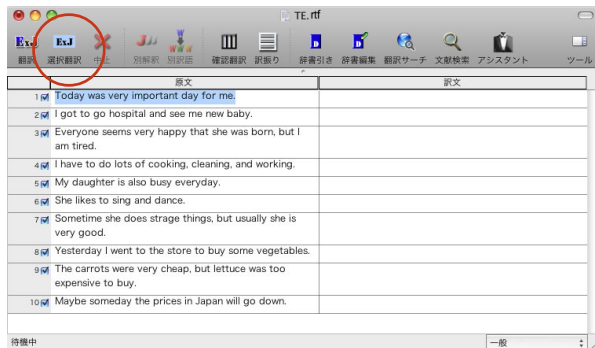 TE.rtf
ExJ ExJ JJJ
翻訳 選択翻訳 中止 別解釈 別訳語 確認翻訳 訳振り 辞書引き 辞書編集 翻訳サーチ 文献検索 アシスタント ツール
原文 訳文
1 Today was very important day for me.
2 I got to go hospital and see me new baby.
3 Everyone seems very happy that she was born, but I
am tired.
4 I have to do lots of cooking, cleaning, and working.
5 My daughter is also busy everyday.
6 She likes to sing and dance.
7 Sometime she does strage things, but usually she is
very good.
8 Yesterday I went to the store to buy some vegetables.
9 The carrots were very cheap, but lettuce was too
expensive to buy.
10 Maybe someday the prices in Japan will go down.
待機中 一般